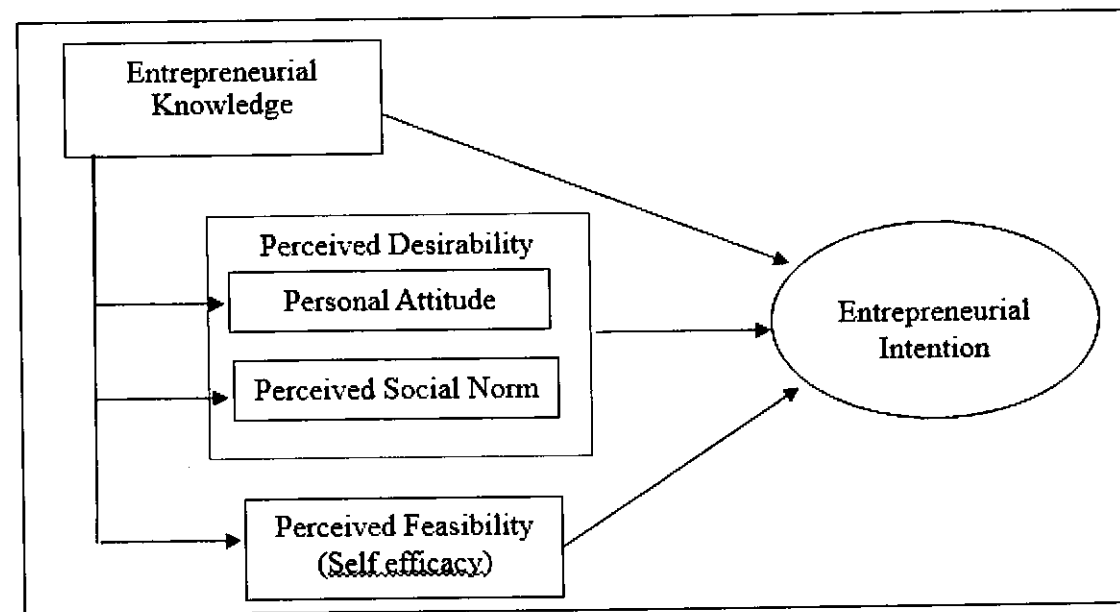 Entrepreneurial
Knowledge
Perceived Desirability
Personal Attitude
Perceived Social Norm
Perceived Feasibility
(Self efficacy)
Entrepreneurial
Intention